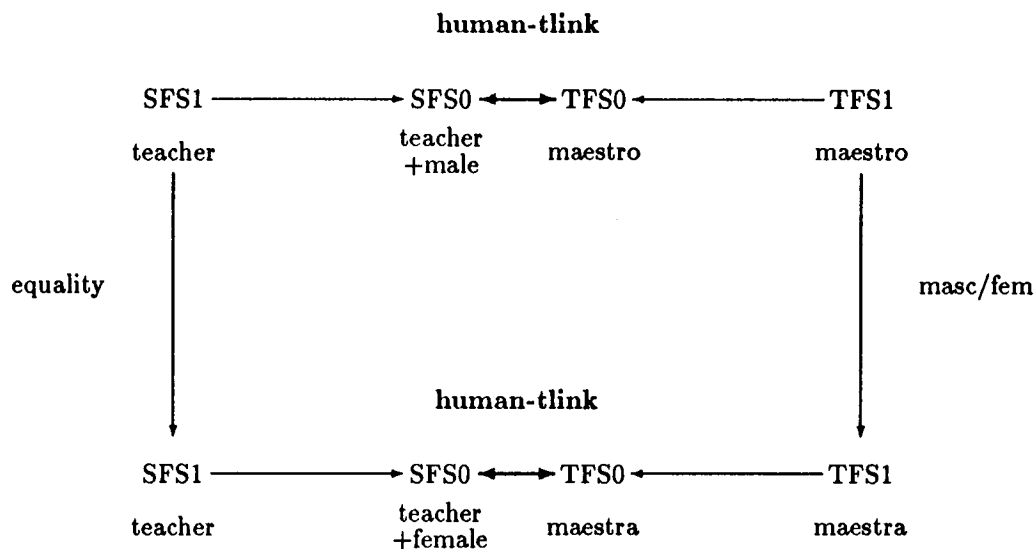 human-tlink
SFS1 SFS0 TFS0 TFS1
teacher teacher +male maestro maestro
equality masc/fem
human-tlink
SFS1 SFS0 TFS0 TFS1
teacher teacher +female maestra maestra